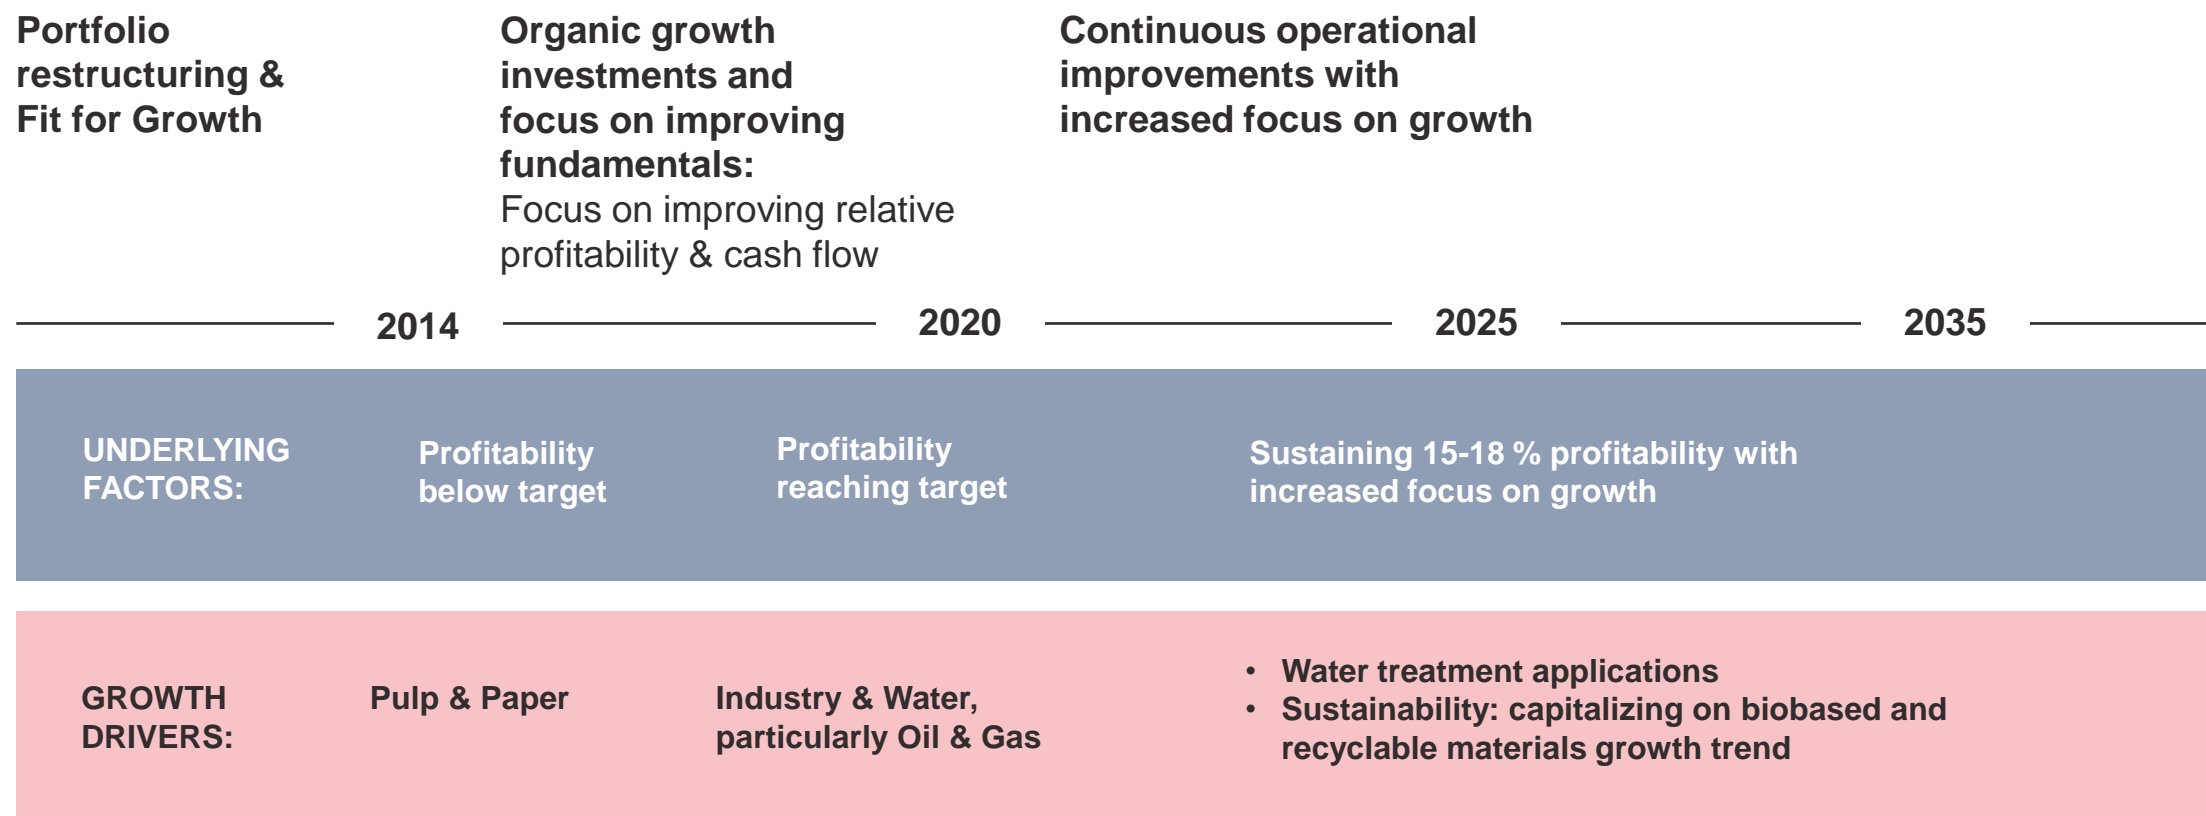 Portfolio
restructuring &
Fit for Growth
Organic growth
investments and
focus on improving
fundamentals:
Focus on improving relative
profitability & cash flow
Continuous operational
improvements with
increased focus on growth
2014
2020
2025
2035
UNDERLYING
FACTORS:
Profitability
below target
Profitability
reaching target
Sustaining 15-18 % profitability with
increased focus on growth
GROWTH
DRIVERS:
Pulp & Paper
Industry & Water,
particularly Oil & Gas
• Water treatment applications
• Sustainability: capitalizing on biobased and
recyclable materials growth trend